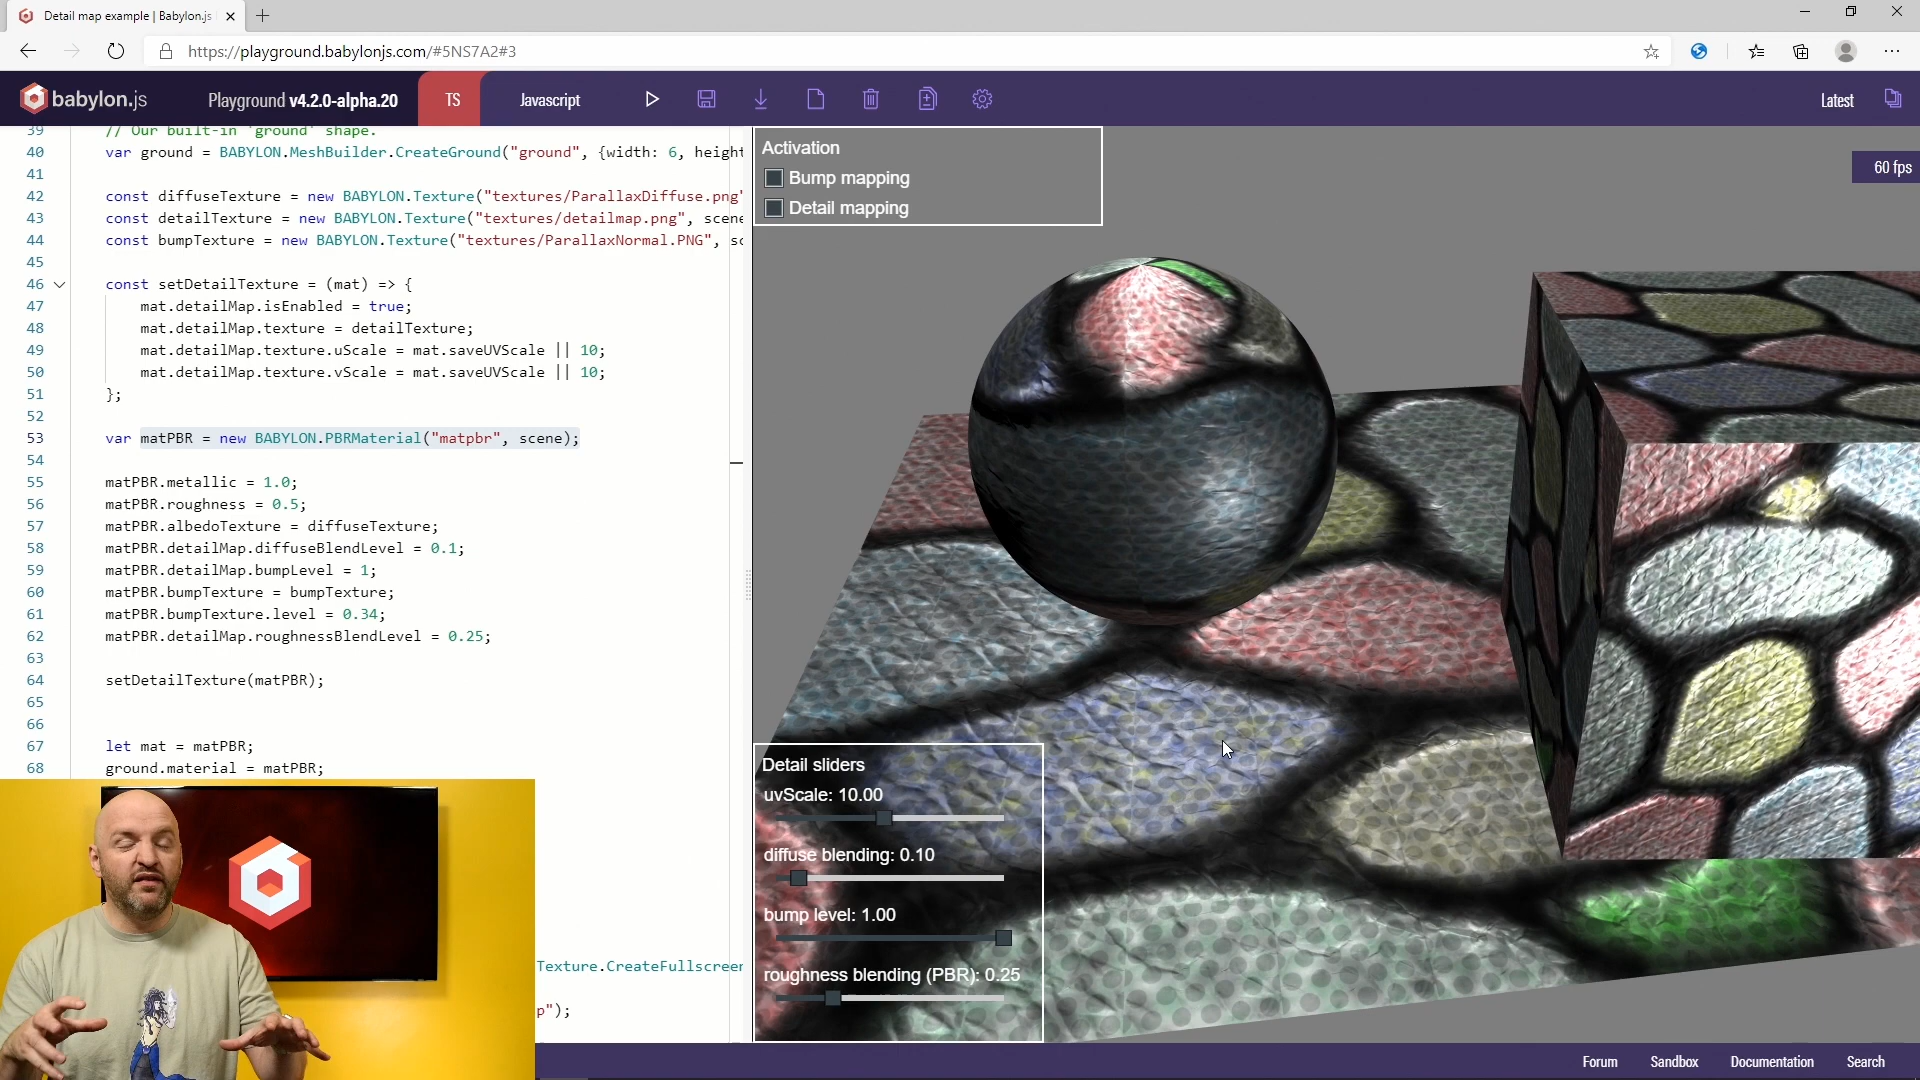 Detail map example | Babylon.js
https://playground.babylonjs.com/#5NS7A2#3
babylon.js
Playground v4.2.0-alpha.20
TS
Javascript
Latest
39 // Our built-in 'ground' shape.
40 var ground = BABYLON.MeshBuilder.CreateGround("ground", {width: 6, height
41
42 const diffuseTexture = new BABYLON.Texture("textures/ParallaxDiffuse.png"
43 const detailTexture = new BABYLON.Texture("textures/detailmap.png", scene
44 const bumpTexture = new BABYLON.Texture("textures/ParallaxNormal.PNG", sc
45
46 const setDetailTexture = (mat) => {
47 mat.detailMap.isEnabled = true;
48 mat.detailMap.texture = detailTexture;
49 mat.detailMap.texture.uScale = mat.saveUVScale || 10;
50 mat.detailMap.texture.vScale = mat.saveUVScale || 10;
51 };
52
53 var matPBR = new BABYLON.PBRMaterial("matpbr", scene);
54
55 matPBR.metallic = 1.0;
56 matPBR.roughness = 0.5;
57 matPBR.albedoTexture = diffuseTexture;
58 matPBR.detailMap.diffuseBlendLevel = 0.1;
59 matPBR.detailMap.bumpLevel = 1;
60 matPBR.bumpTexture = bumpTexture;
61 matPBR.bumpTexture.level = 0.34;
62 matPBR.detailMap.roughnessBlendLevel = 0.25;
63
64 setDetailTexture(matPBR);
65
66
67 let mat = matPBR;
68 ground.material = matPBR;
Texture.CreateFullscreen
p");
Activation
Bump mapping
Detail mapping
60 fps
Detail sliders
uvScale: 10.00
diffuse blending: 0.10
bump level: 1.00
roughness blending (PBR): 0.25
Forum
Sandbox
Documentation
Search